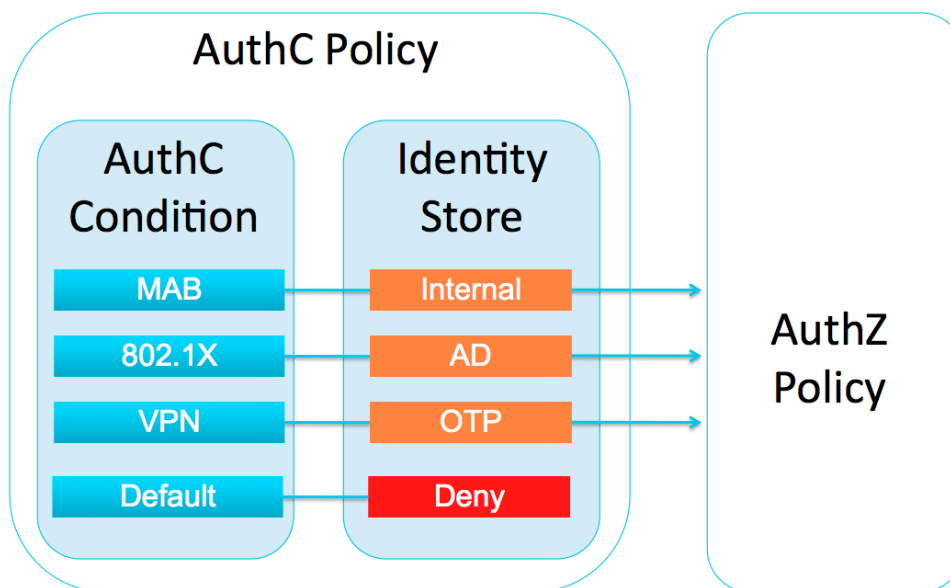 AuthC Policy
AuthC
Condition
Identity
Store
MAB
Internal
802.1X
AD
VPN
OTP
Default
Deny
AuthZ
Policy